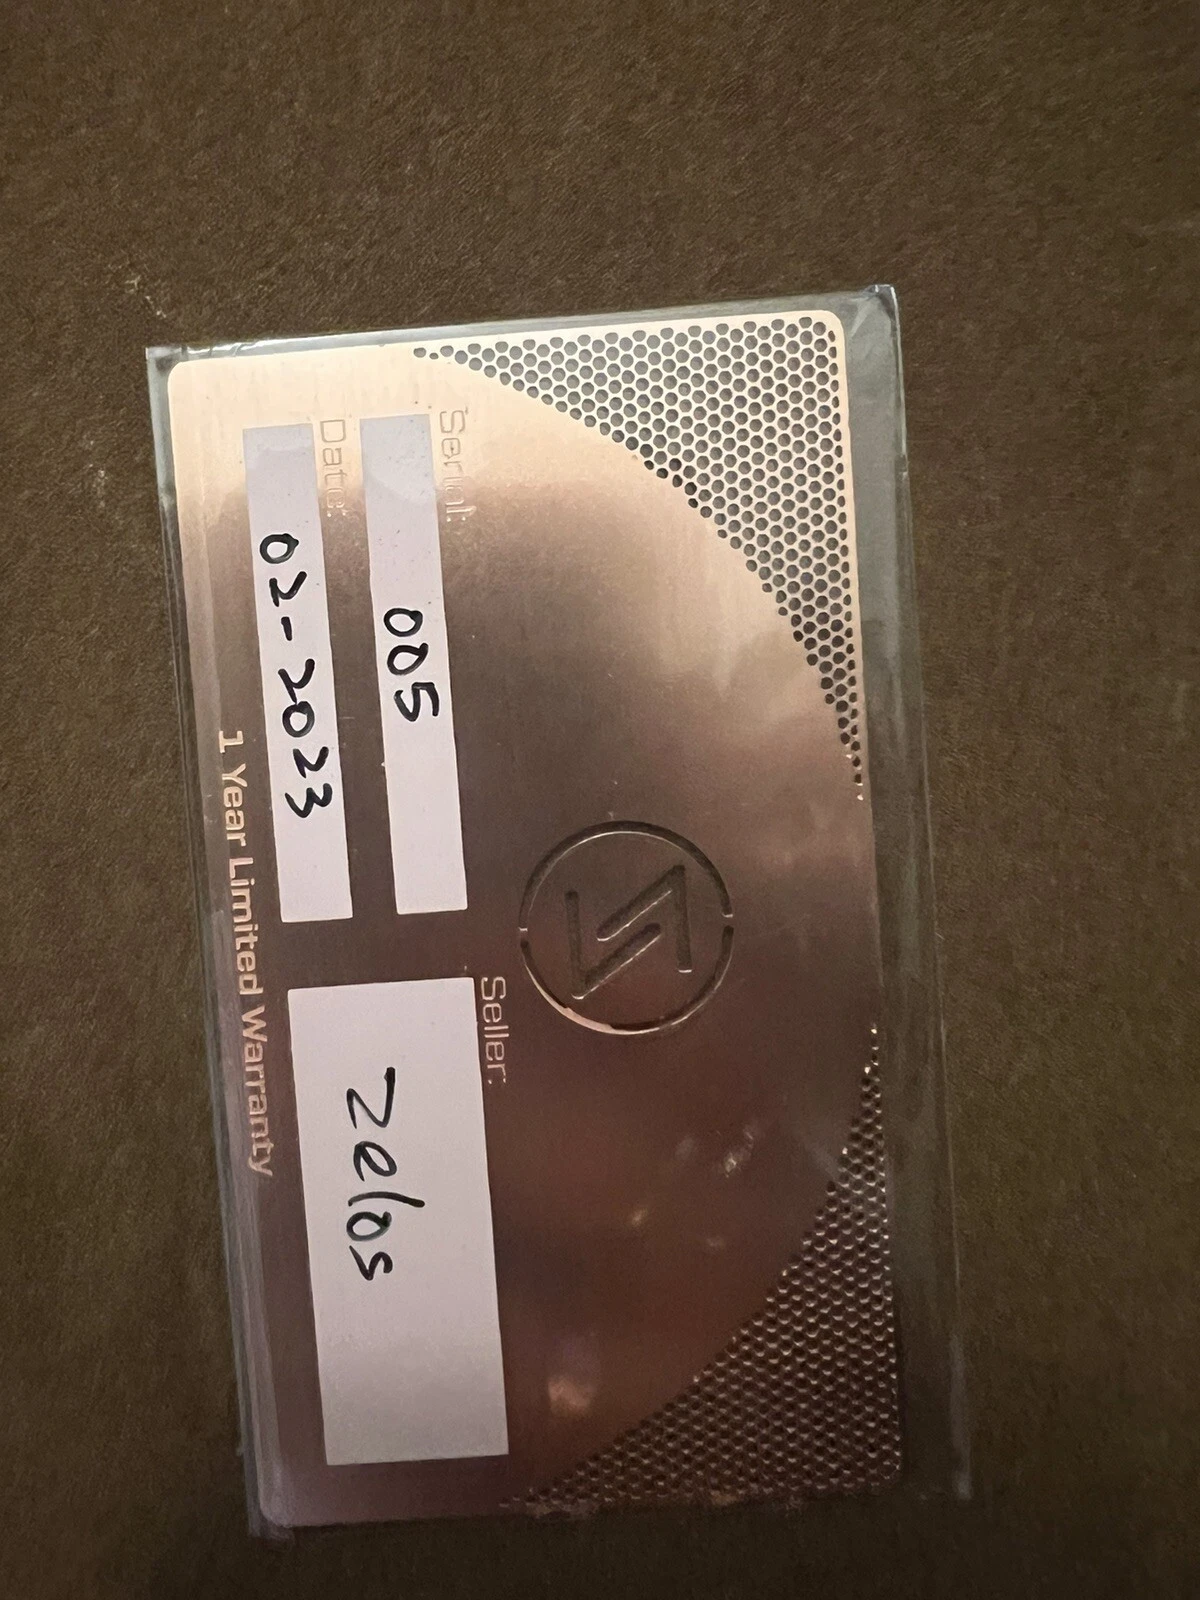 Serial:
005
Date:
02-2023
Seller:
Zelos
1 Year Limited Warranty